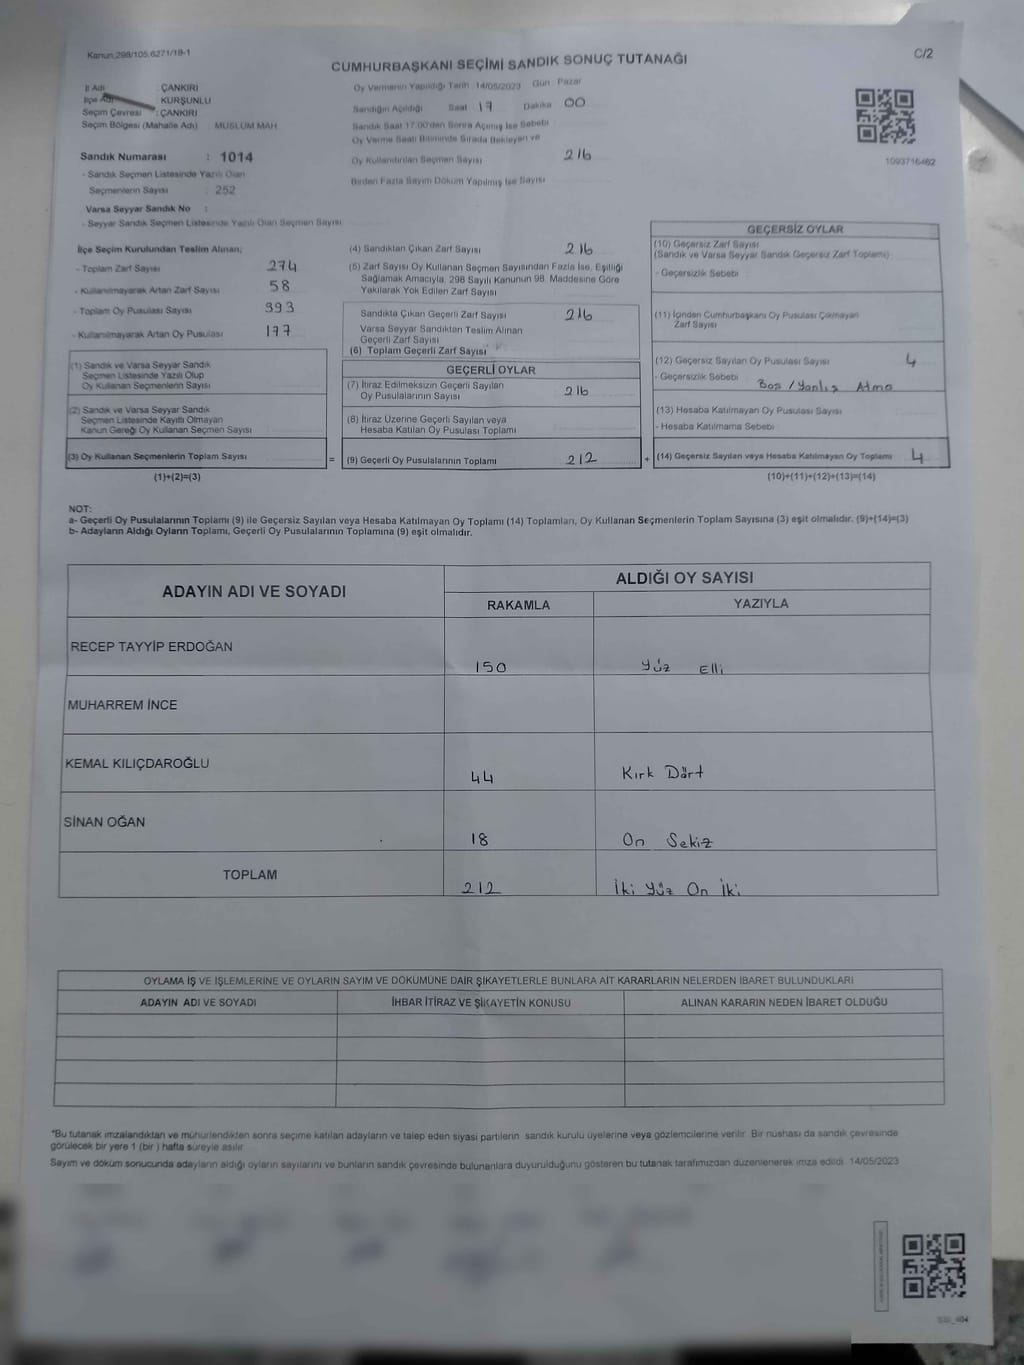 Kanun,298/105,6271/18-1
C/2
CUMHURBAŞKANI SEÇİMİ SANDIK SONUÇ TUTANAĞI
İl Adı : ÇANKIRI
İlçe Adı : KURŞUNLU
Seçim Çevresi : ÇANKIRI
Seçim Bölgesi (Mahalle Adı) MÜSLÜM MAH
Sandık Numarası : 1014
- Sandık Seçmen Listesinde Yazılı Olan
Seçmenlerin Sayısı : 252
Varsa Seyyar Sandık No :
- Seyyar Sandık Seçmen Listesinde Yazılı Olan Seçmen Sayısı
Oy Vermenin Yapıldığı Tarih : 14/05/2023 Gün : Pazar
Sandığın Açıldığı Saat : 17 Dakika 00
Sandık Saat 17:00'den Sonra Açılmış İse Sebebi
Oy Verme Saati Bitiminde Sırada Bekleyen ve
Oy Kullandırılan Seçmen Sayısı 216
Birden Fazla Sayım Döküm Yapılmış İse Sayısı
1093716462
İlçe Seçim Kurulundan Teslim Alınan;
- Toplam Zarf Sayısı 274
- Kullanılmayarak Artan Zarf Sayısı 58
- Toplam Oy Pusulası Sayısı 393
- Kullanılmayarak Artan Oy Pusulası 177
(1) Sandık ve Varsa Seyyar Sandık
Seçmen Listesinde Yazılı Olup
Oy Kullanan Seçmenlerin Sayısı
(2) Sandık ve Varsa Seyyar Sandık
Seçmen Listesinde Kayıtlı Olmayan
Kanun Gereği Oy Kullanan Seçmen Sayısı
(3) Oy Kullanan Seçmenlerin Toplam Sayısı
(1)+(2)=(3)
(4) Sandıktan Çıkan Zarf Sayısı 216
(5) Zarf Sayısı Oy Kullanan Seçmen Sayısından Fazla İse, Eşitliği
Sağlamak Amacıyla, 298 Sayılı Kanunun 98. Maddesine Göre
Yakılarak Yok Edilen Zarf Sayısı
Sandıkta Çıkan Geçerli Zarf Sayısı 216
Varsa Seyyar Sandıktan Teslim Alınan
Geçerli Zarf Sayısı
(6) Toplam Geçerli Zarf Sayısı
GEÇERLİ OYLAR
(7) İtiraz Edilmeksizin Geçerli Sayılan
Oy Pusulalarının Sayısı 216
(8) İtiraz Üzerine Geçerli Sayılan veya
Hesaba Katılan Oy Pusulası Toplamı
= (9) Geçerli Oy Pusulalarının Toplamı 212
GEÇERSİZ OYLAR
(10) Geçersiz Zarf Sayısı
(Sandık ve Varsa Seyyar Sandık Geçersiz Zarf Toplamı)
- Geçersizlik Sebebi
(11) İçinden Cumhurbaşkanı Oy Pusulası Çıkmayan
Zarf Sayısı
(12) Geçersiz Sayılan Oy Pusulası Sayısı 4
- Geçersizlik Sebebi Boş / Yanlış Atma
(13) Hesaba Katılmayan Oy Pusulası Sayısı
- Hesaba Katılmama Sebebi
+ (14) Geçersiz Sayılan veya Hesaba Katılmayan Oy Toplamı 4
(10)+(11)+(12)+(13)=(14)
NOT:
a- Geçerli Oy Pusulalarının Toplamı (9) ile Geçersiz Sayılan veya Hesaba Katılmayan Oy Toplamı (14) Toplamları, Oy Kullanan Seçmenlerin Toplam Sayısına (3) eşit olmalıdır. (9)+(14)=(3)
b- Adayların Aldığı Oyların Toplamı, Geçerli Oy Pusulalarının Toplamına (9) eşit olmalıdır.
ADAYIN ADI VE SOYADI
ALDIĞI OY SAYISI
RAKAMLA YAZIYLA
RECEP TAYYİP ERDOĞAN 150 Yüz Elli
MUHARREM İNCE
KEMAL KILIÇDAROĞLU 44 Kırk Dört
SİNAN OĞAN 18 On Sekiz
TOPLAM 212 İki Yüz On İki
OYLAMA İŞ VE İŞLEMLERİNE VE OYLARIN SAYIM VE DÖKÜMÜNE DAİR ŞİKAYETLERLE BUNLARA AİT KARARLARIN NELERDEN İBARET BULUNDUKLARI
ADAYIN ADI VE SOYADI İHBAR İTİRAZ VE ŞİKAYETİN KONUSU ALINAN KARARIN NEDEN İBARET OLDUĞU
*Bu tutanak imzalandıktan ve mühürlendikten sonra seçime katılan adayların ve talep eden siyasi partilerin sandık kurulu üyelerine veya gözlemcilerine verilir. Bir nüshası da sandık çevresinde
görülecek bir yere 1 (bir ) hafta süreyle asılır.
Sayım ve döküm sonucunda adayların aldığı oyların sayılarını ve bunların sandık çevresinde bulunanlara duyurulduğunu gösteren bu tutanak tarafımızdan düzenlenerek imza edildi. 14/05/2023